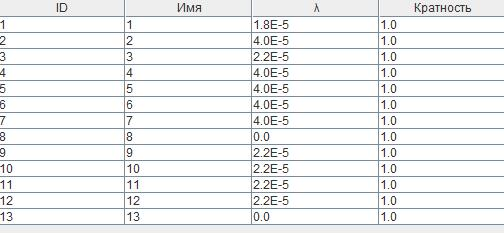 ID Имя λ Кратность
1 1 1.8E-5 1.0
2 2 4.0E-5 1.0
3 3 2.2E-5 1.0
4 4 4.0E-5 1.0
5 5 4.0E-5 1.0
6 6 4.0E-5 1.0
7 7 4.0E-5 1.0
8 8 0.0 1.0
9 9 2.2E-5 1.0
10 10 2.2E-5 1.0
11 11 2.2E-5 1.0
12 12 2.2E-5 1.0
13 13 0.0 1.0